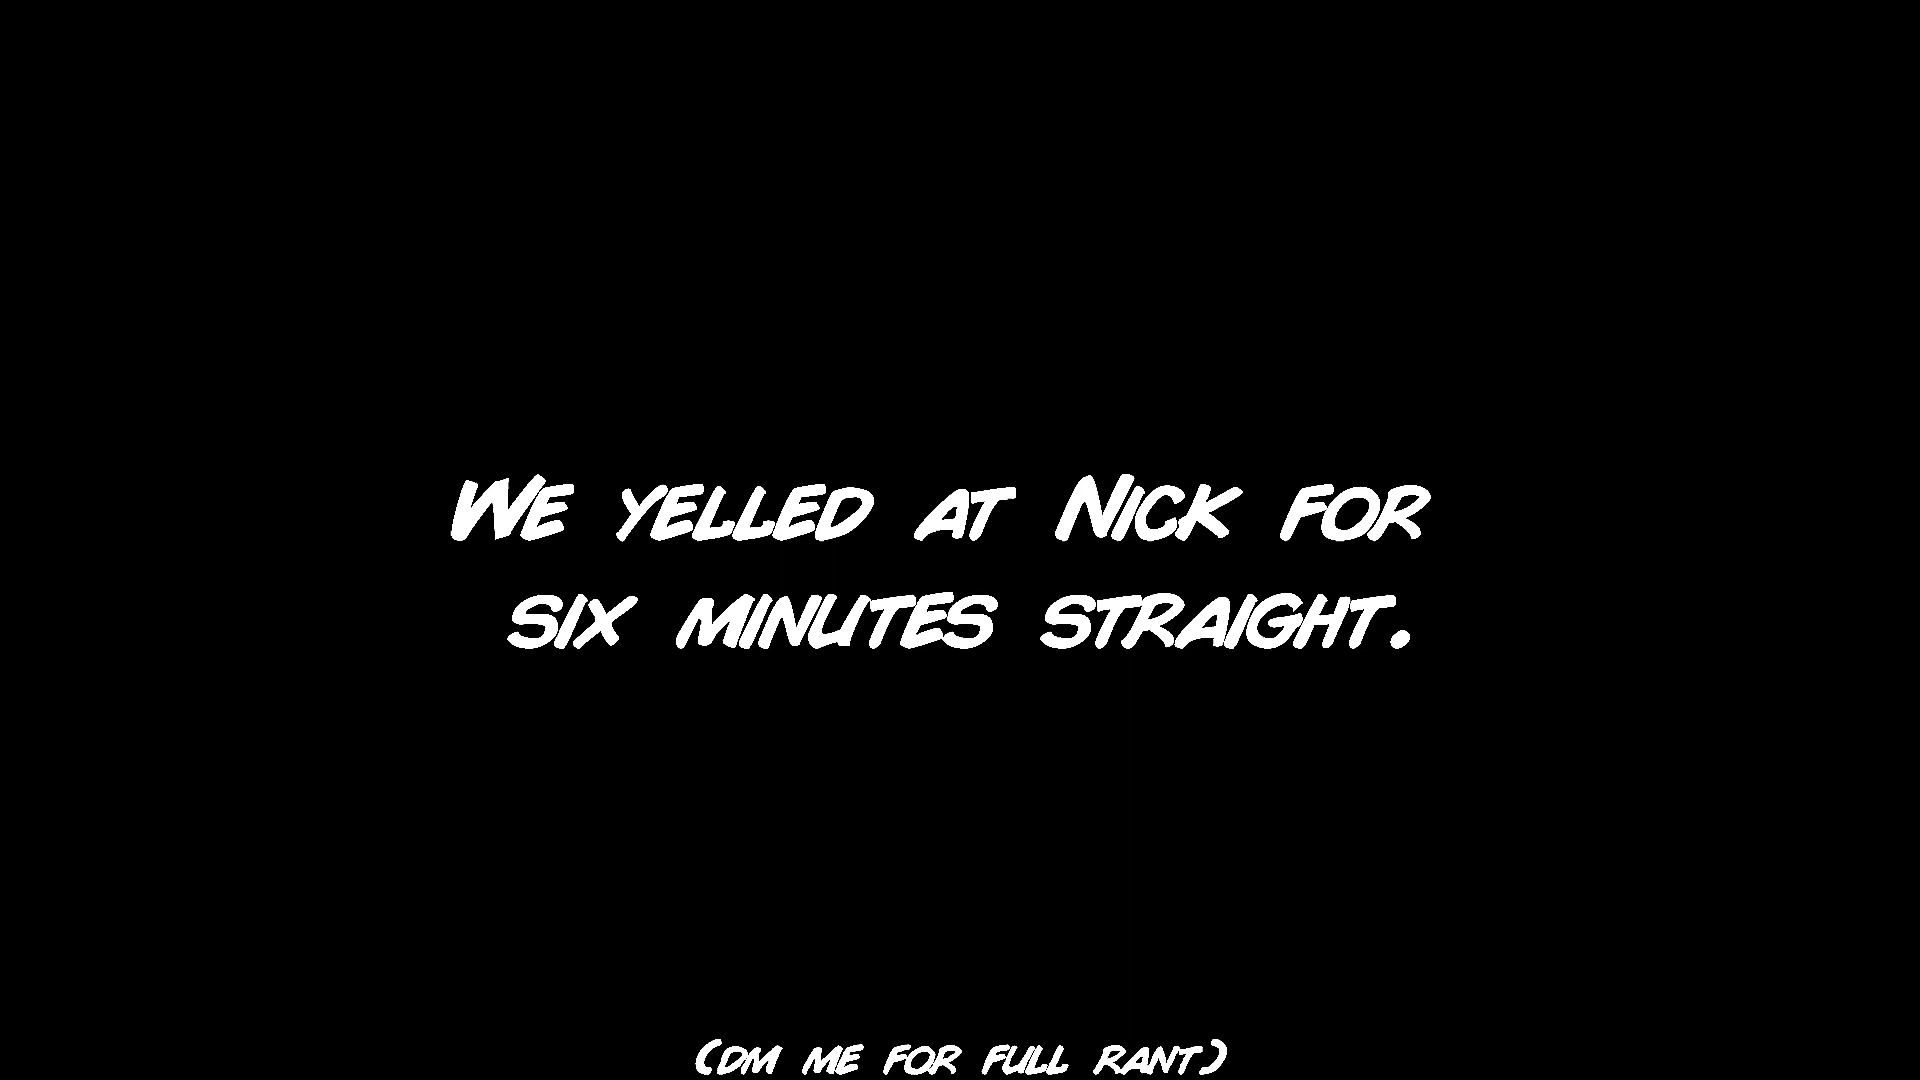 We yelled at Nick for
six minutes straight.
(dm me for full rant)